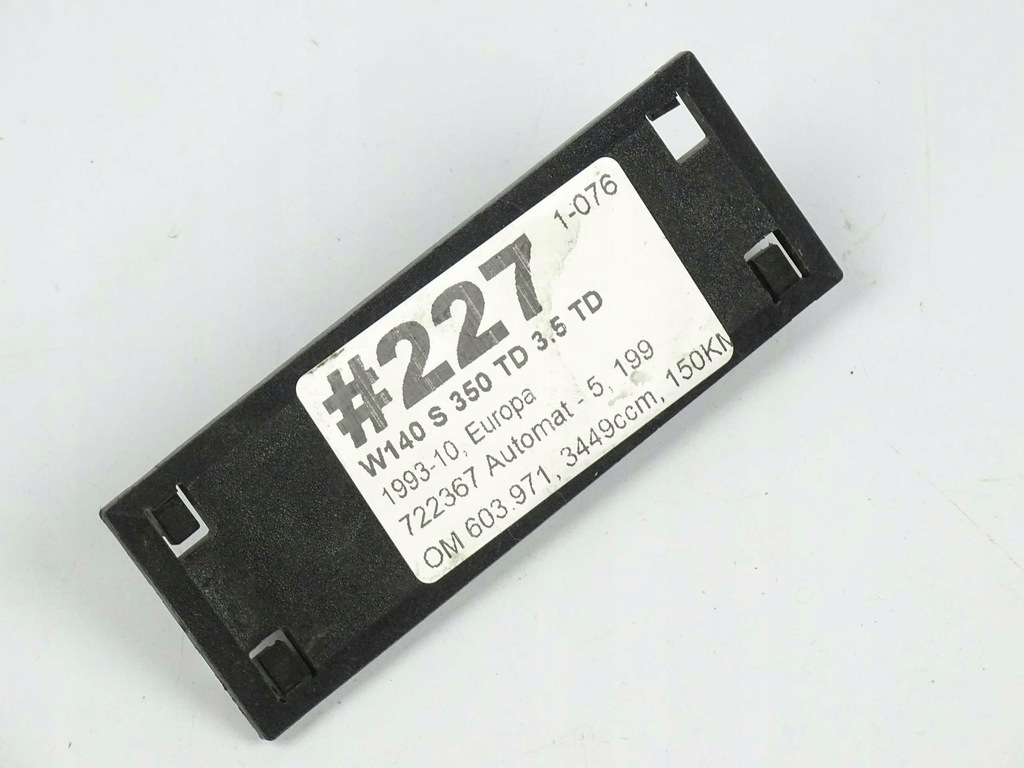 #227 1-076
W140 S 350 TD 3.5 TD
1993-10, Europa
722367 Automat - 5, 199
OM 603.971, 3449ccm, 150KM